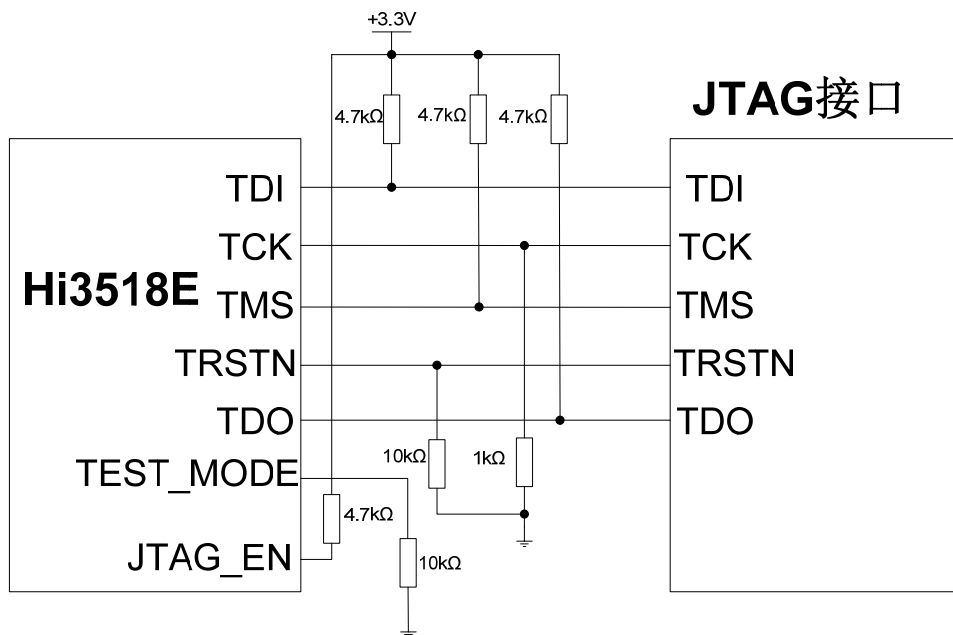 +3.3V
4.7kΩ
4.7kΩ
4.7kΩ
JTAG接口
Hi3518E
TDI
TCK
TMS
TRSTN
TDO
TEST_MODE
JTAG_EN
TDI
TCK
TMS
TRSTN
TDO
10kΩ
1kΩ
4.7kΩ
10kΩ